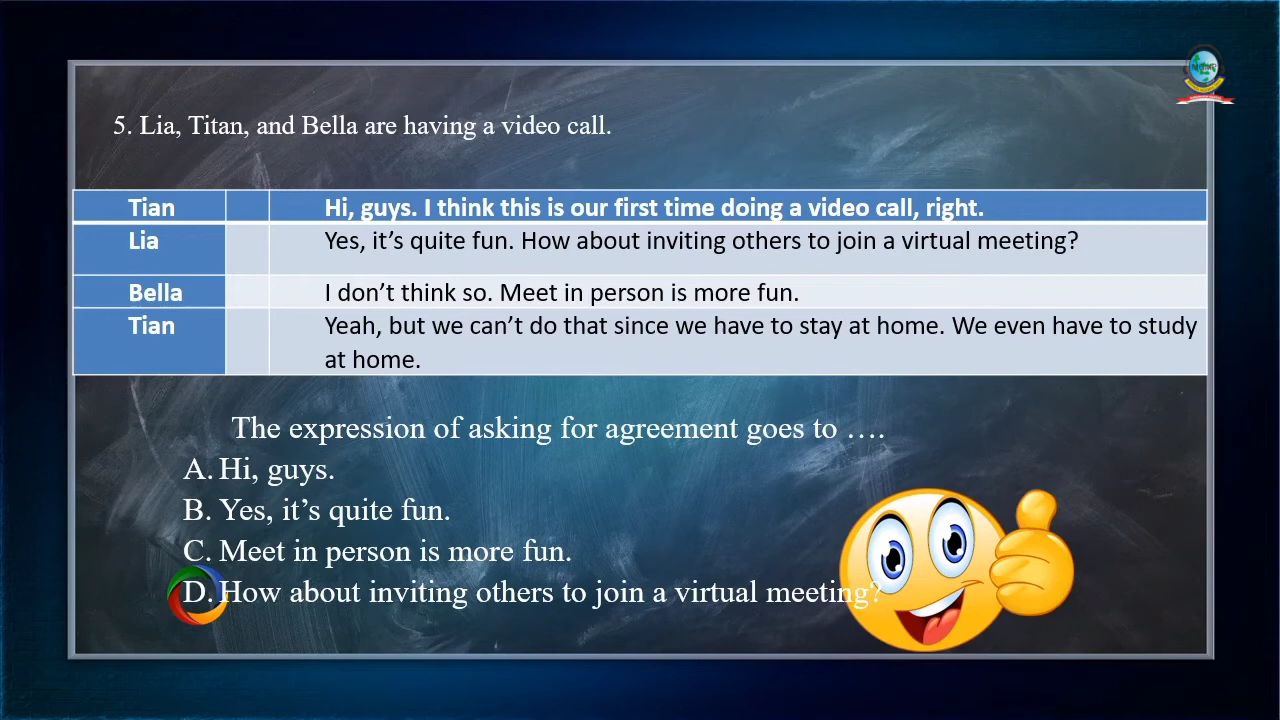 5. Lia, Titan, and Bella are having a video call.
Tian Hi, guys. I think this is our first time doing a video call, right.
Lia Yes, it’s quite fun. How about inviting others to join a virtual meeting?
Bella I don’t think so. Meet in person is more fun.
Tian Yeah, but we can’t do that since we have to stay at home. We even have to study
at home.
The expression of asking for agreement goes to ….
A. Hi, guys.
B. Yes, it’s quite fun.
C. Meet in person is more fun.
D. How about inviting others to join a virtual meeting?